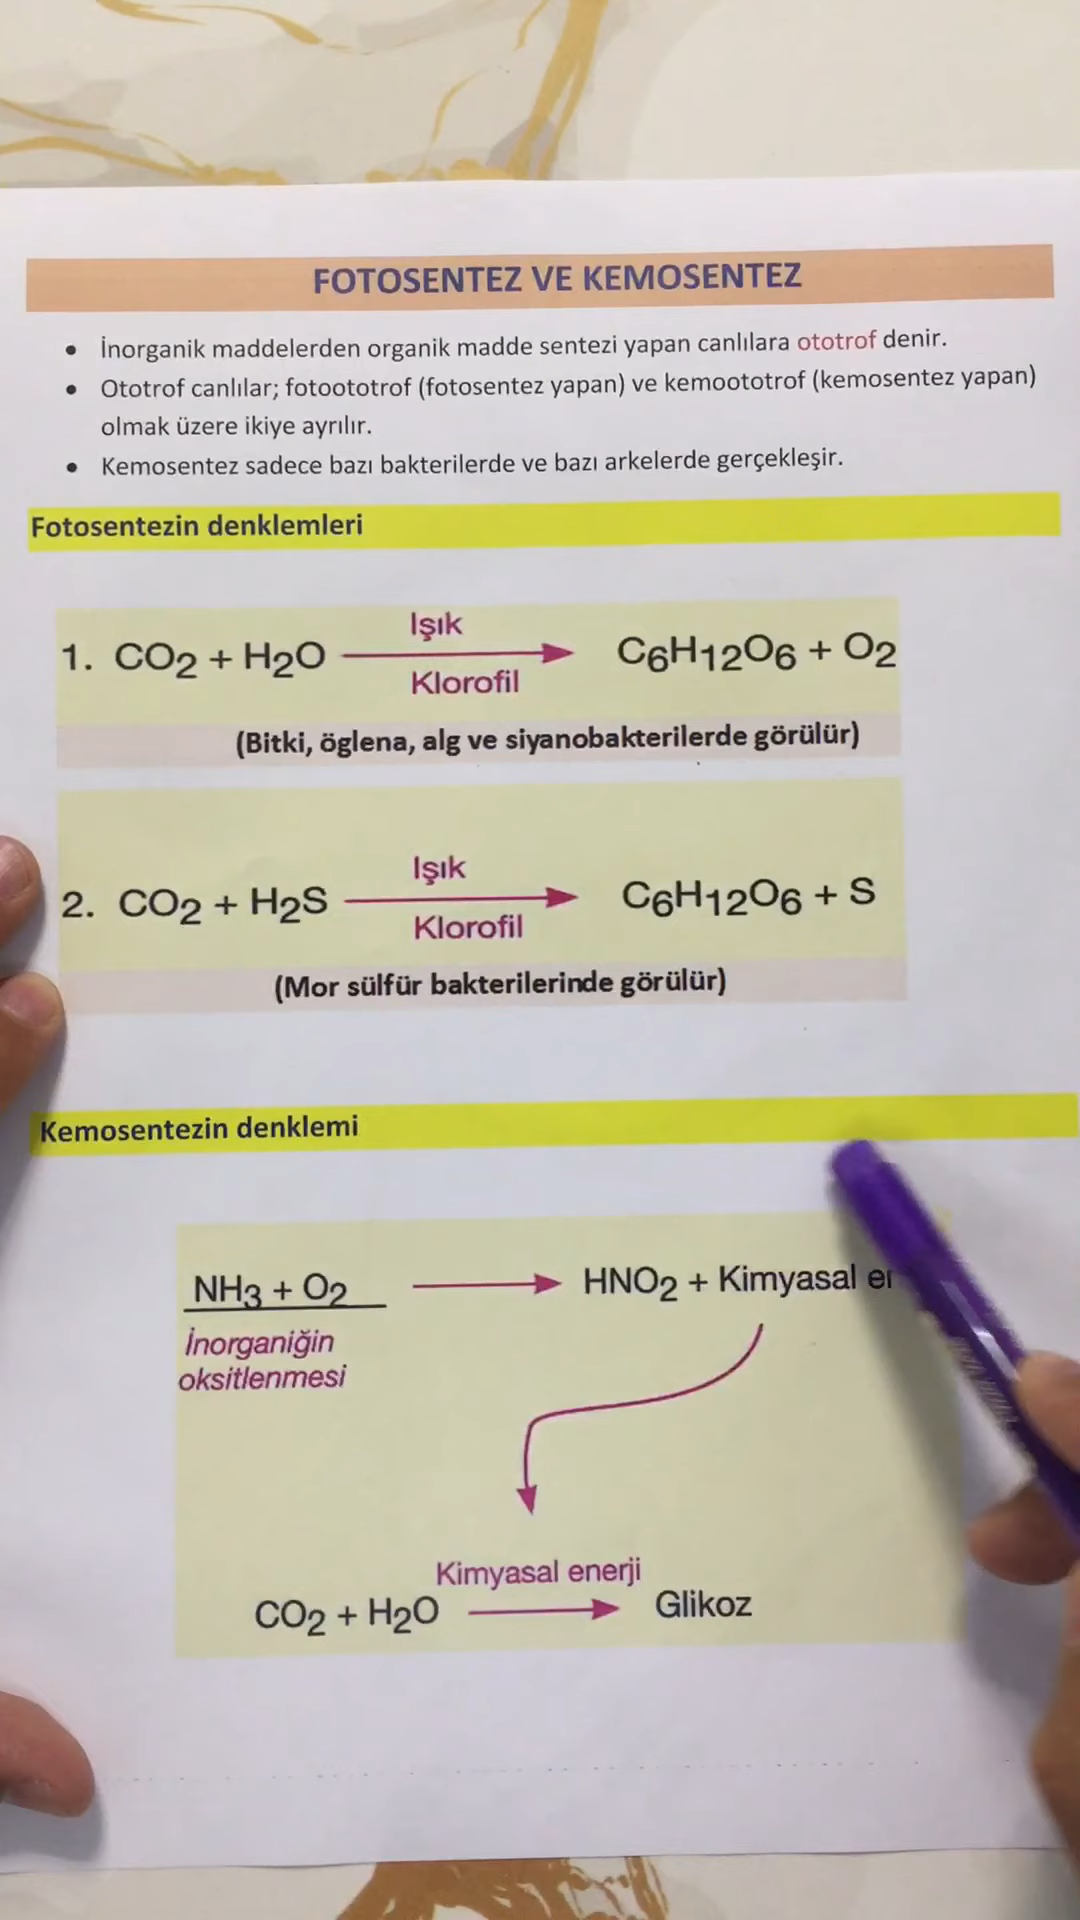 FOTOSENTEZ VE KEMOSENTEZ
• İnorganik maddelerden organik madde sentezi yapan canlılara ototrof denir.
• Ototrof canlılar; fotoototrof (fotosentez yapan) ve kemoototrof (kemosentez yapan)
olmak üzere ikiye ayrılır.
• Kemosentez sadece bazı bakterilerde ve bazı arkelerde gerçekleşir.
Fotosentezin denklemleri
Işık
1. CO2 + H2O C6H12O6 + O2
Klorofil
(Bitki, öglena, alg ve siyanobakterilerde görülür)
Işık
2. CO2 + H2S C6H12O6 + S
Klorofil
(Mor sülfür bakterilerinde görülür)
Kemosentezin denklemi
NH3 + O2 HNO2 + Kimyasal
İnorganiğin
oksitlenmesi
Kimyasal enerji
CO2 + H2O Glikoz